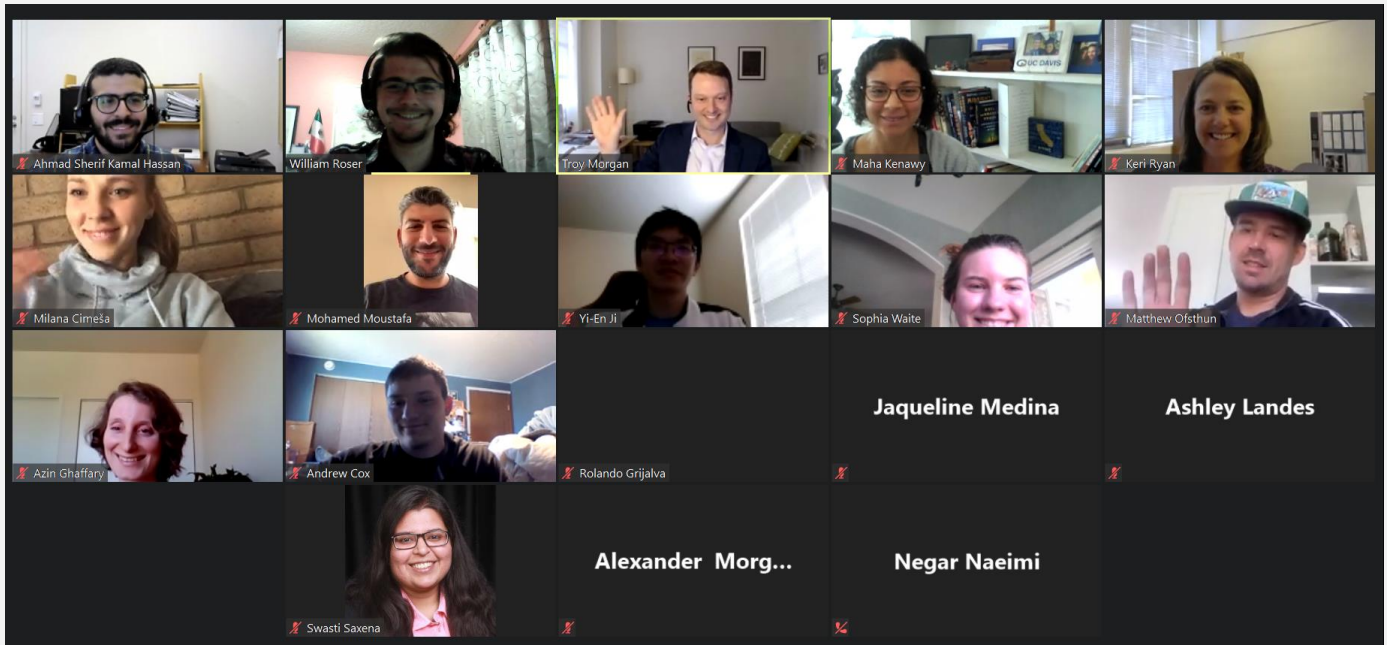 UC DAVIS
Ahmad Sherif Kamal Hassan
William Roser
Troy Morgan
Maha Kenawy
Keri Ryan
Milana Cimeša
Mohamed Moustafa
Yi-En Ji
Sophia Waite
Matthew Ofsthun
Azin Ghaffary
Andrew Cox
Rolando Grijalva
Jaqueline Medina
Ashley Landes
Swasti Saxena
Alexander Morg...
Negar Naeimi